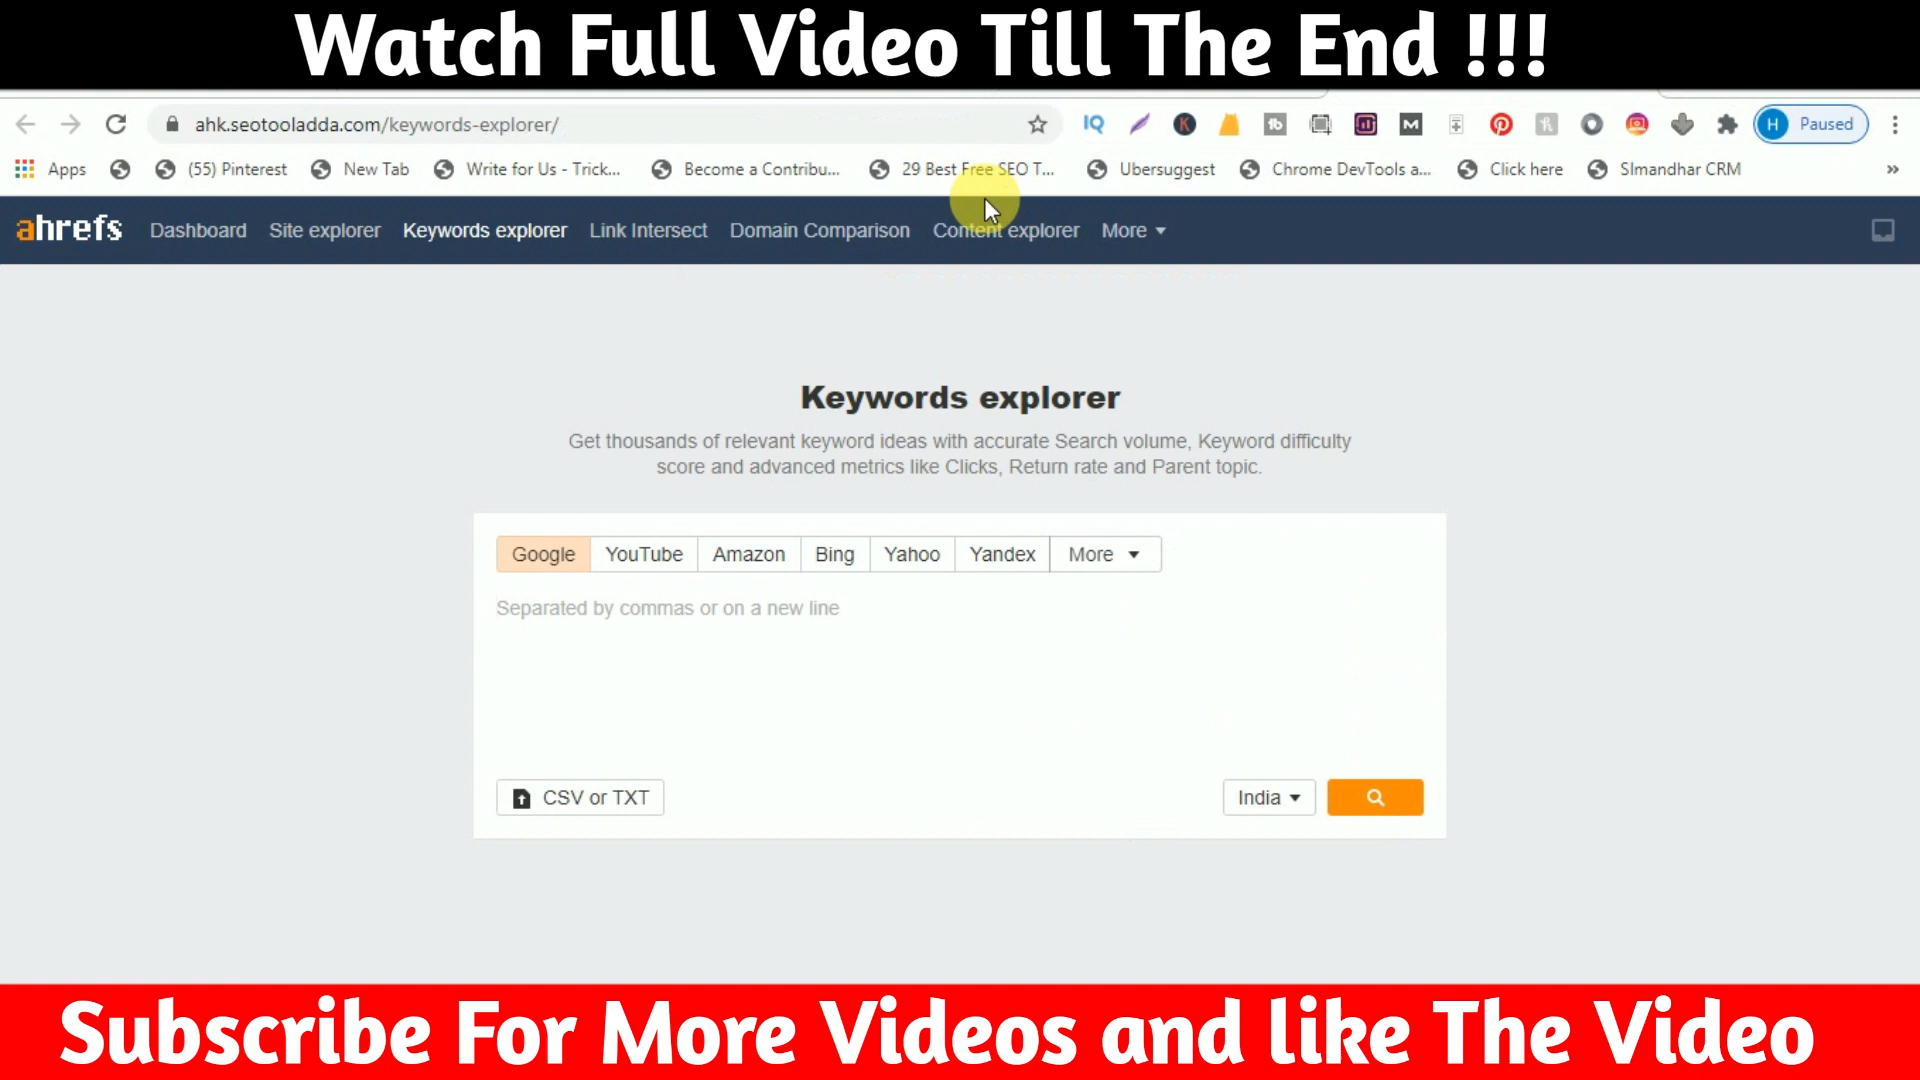 Watch Full Video Till The End !!!
ahk.seotooladda.com/keywords-explorer/
IQ
K
tb
M
h
H Paused
Apps (55) Pinterest New Tab Write for Us - Trick... Become a Contribu... 29 Best Free SEO T... Ubersuggest Chrome DevTools a... Click here SImandhar CRM »
ahrefs Dashboard Site explorer Keywords explorer Link Intersect Domain Comparison Content explorer More
Keywords explorer
Get thousands of relevant keyword ideas with accurate Search volume, Keyword difficulty
score and advanced metrics like Clicks, Return rate and Parent topic.
Google YouTube Amazon Bing Yahoo Yandex More
Separated by commas or on a new line
CSV or TXT India
Subscribe For More Videos and like The Video